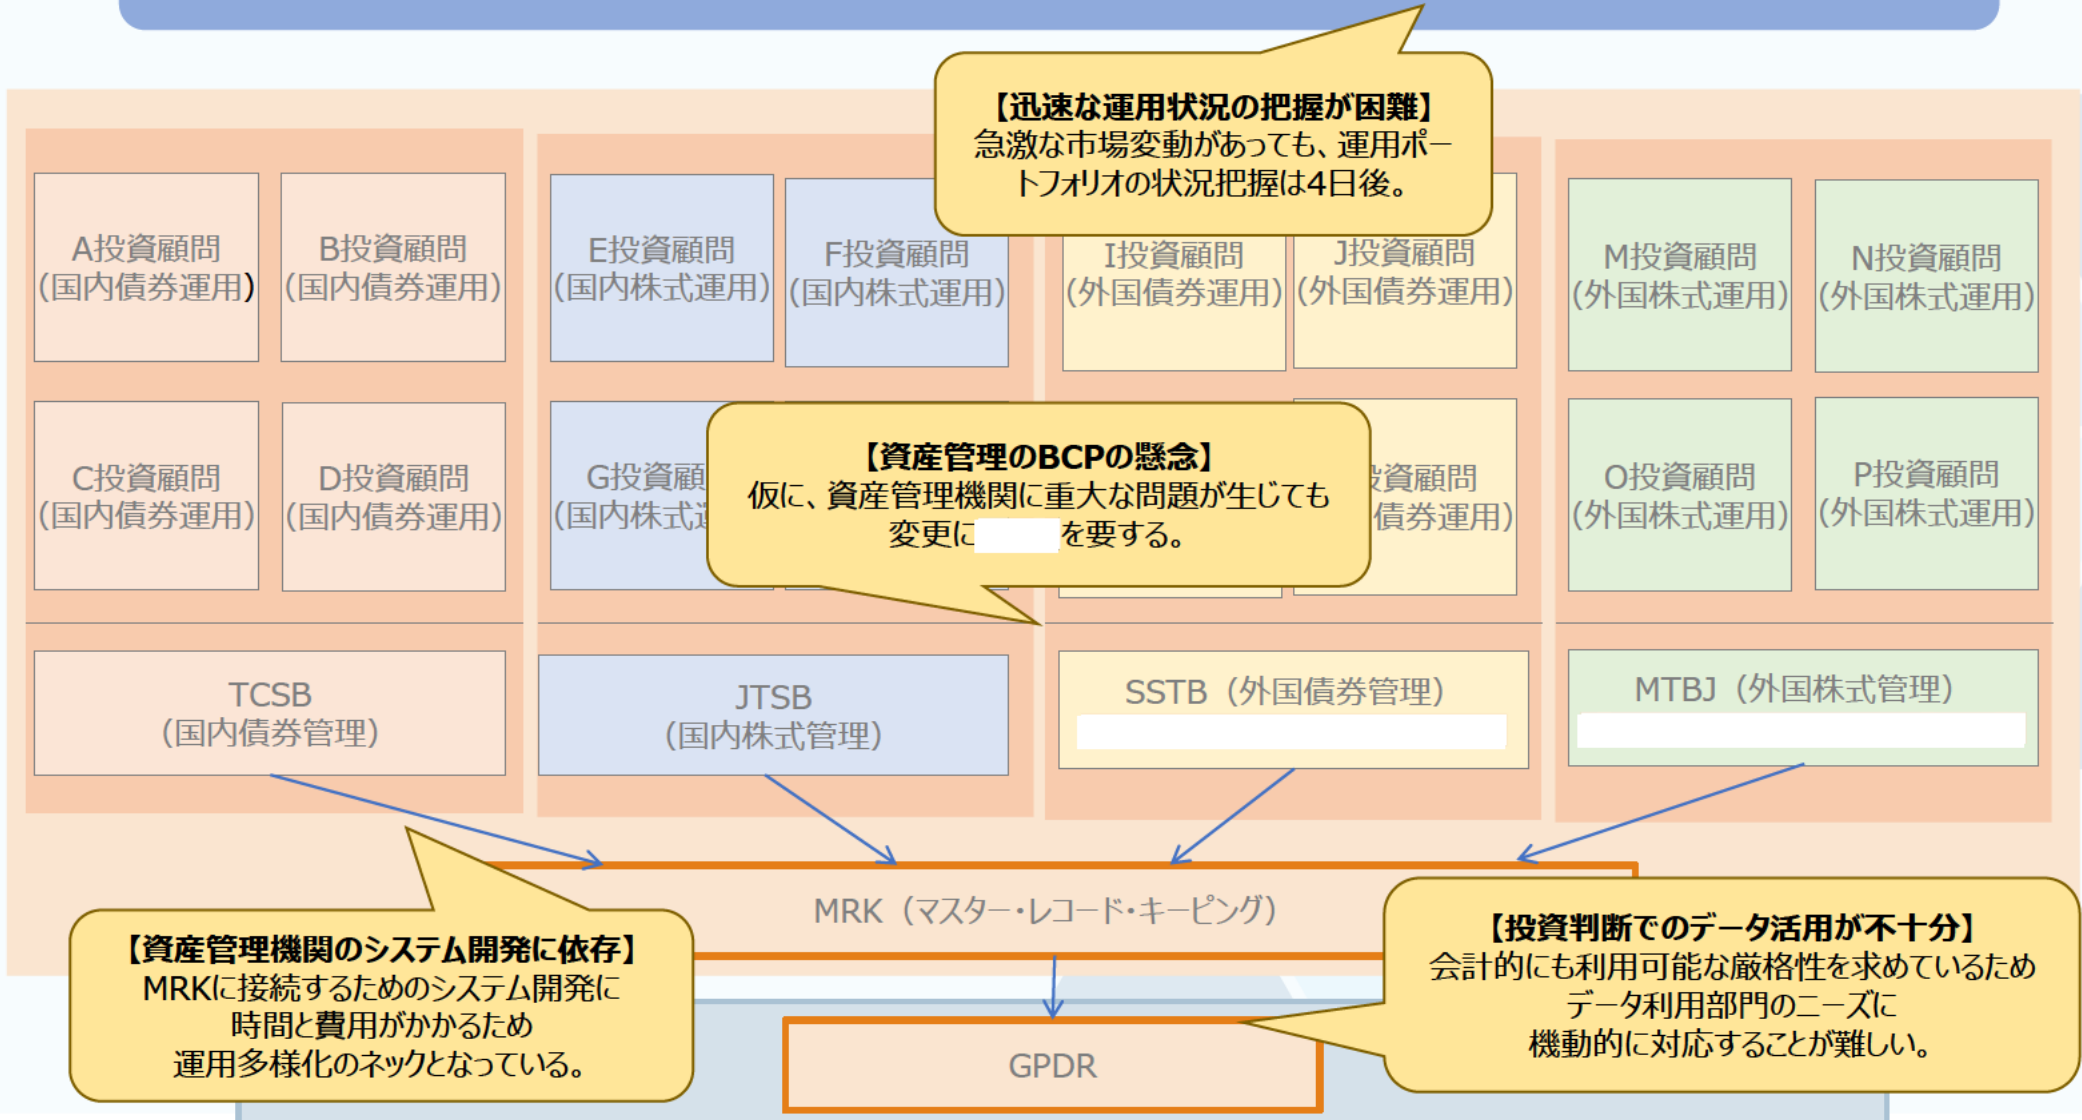 【迅速な運用状況の把握が困難】
急激な市場変動があっても、運用ポー
トフォリオの状況把握は4日後。
A投資顧問
(国内債券運用)
B投資顧問
(国内債券運用)
E投資顧問
(国内株式運用)
F投資顧問
(国内株式運用)
I投資顧問
(外国債券運用)
J投資顧問
(外国債券運用)
M投資顧問
(外国株式運用)
N投資顧問
(外国株式運用)
C投資顧問
(国内債券運用)
D投資顧問
(国内債券運用)
G投資顧
(国内株式
【資産管理のBCPの懸念】
仮に、資産管理機関に重大な問題が生じても
変更に を要する。
投資顧問
債券運用)
O投資顧問
(外国株式運用)
P投資顧問
(外国株式運用)
TCSB
(国内債券管理)
JTSB
(国内株式管理)
SSTB（外国債券管理）
MTBJ（外国株式管理）
MRK（マスター・レコード・キーピング）
【資産管理機関のシステム開発に依存】
MRKに接続するためのシステム開発に
時間と費用がかかるため
運用多様化のネックとなっている。
【投資判断でのデータ活用が不十分】
会計的にも利用可能な厳格性を求めているため
データ利用部門のニーズに
機動的に対応することが難しい。
GPDR